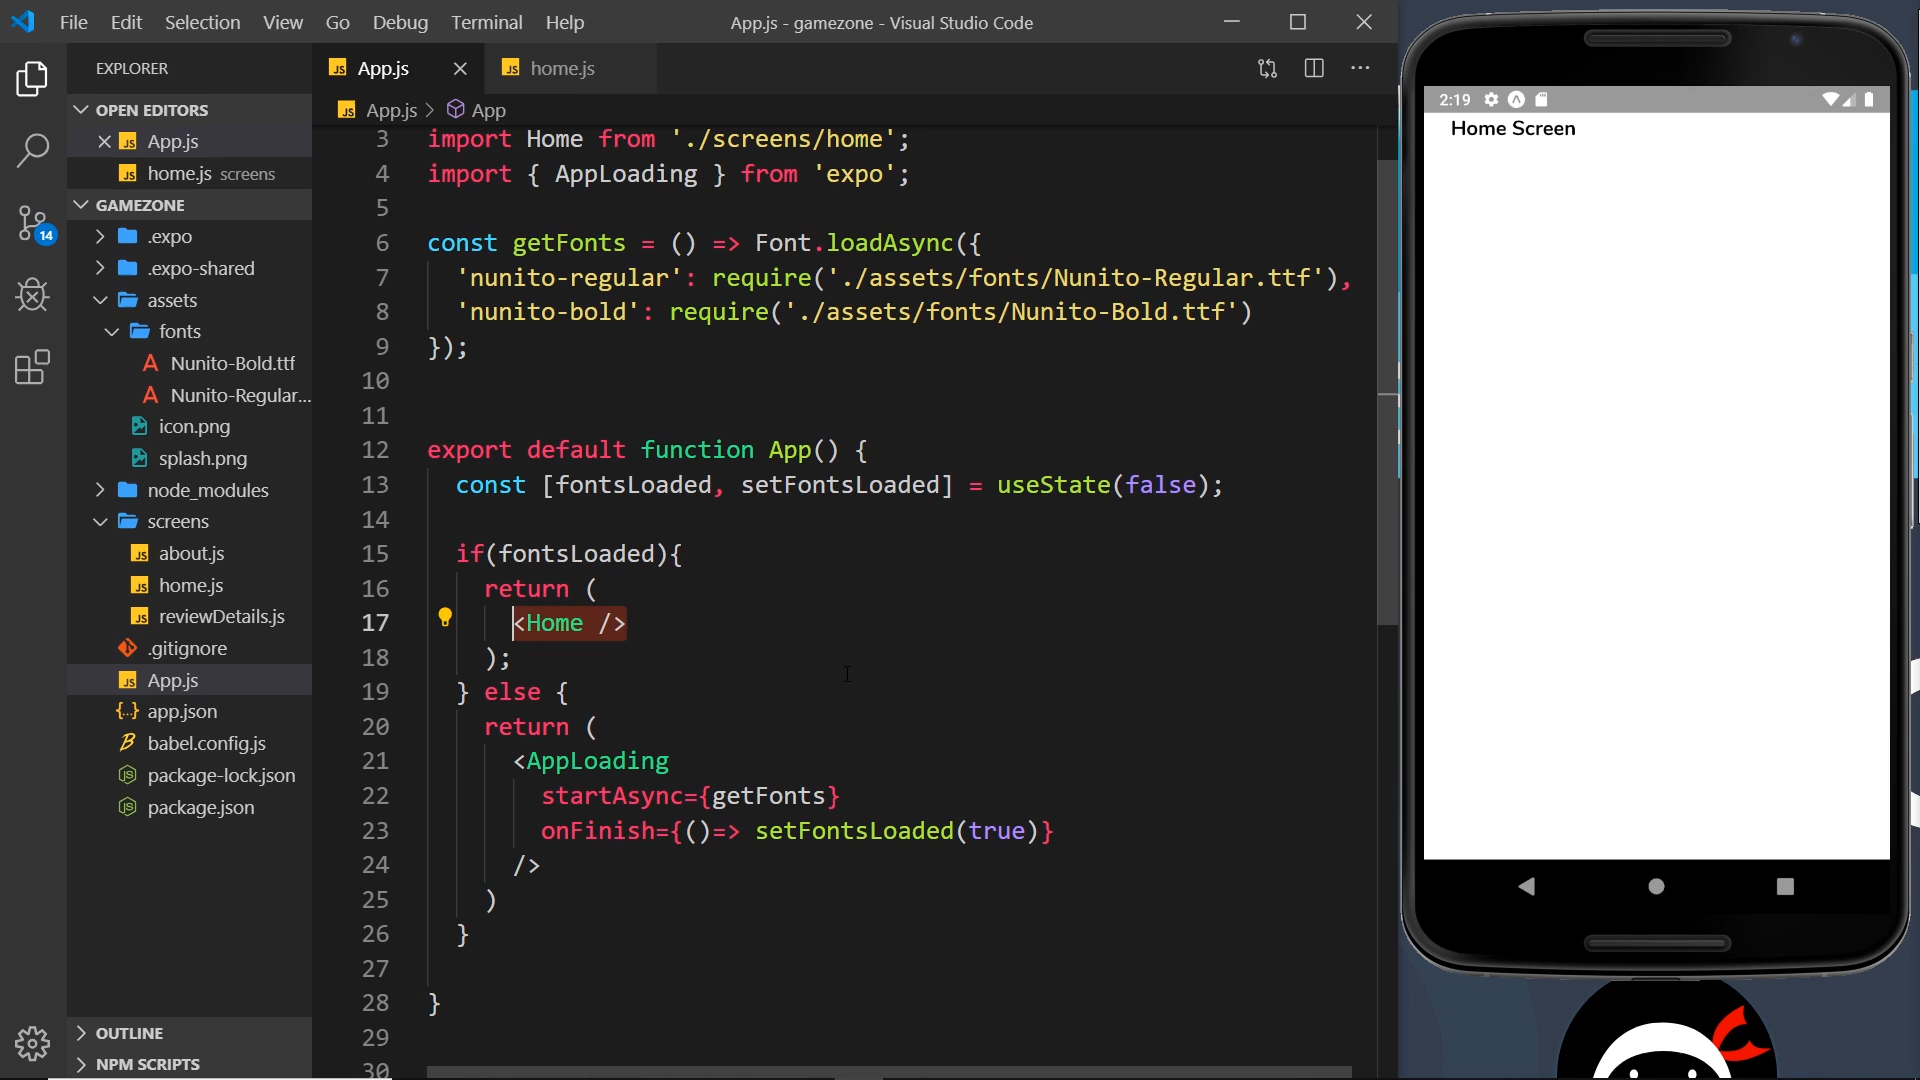 File Edit Selection View Go Debug Terminal Help
App.js - gamezone - Visual Studio Code
EXPLORER
OPEN EDITORS
App.js
home.js screens
GAMEZONE
.expo
.expo-shared
assets
fonts
Nunito-Bold.ttf
Nunito-Regular...
icon.png
splash.png
node_modules
screens
about.js
home.js
reviewDetails.js
.gitignore
App.js
app.json
babel.config.js
package-lock.json
package.json
OUTLINE
NPM SCRIPTS
14
App.js
home.js
App.js > App
3 import Home from './screens/home';
4 import { AppLoading } from 'expo';
5
6 const getFonts = () => Font.loadAsync({
7 'nunito-regular': require('./assets/fonts/Nunito-Regular.ttf'),
8 'nunito-bold': require('./assets/fonts/Nunito-Bold.ttf')
9 });
10
11
12 export default function App() {
13 const [fontsLoaded, setFontsLoaded] = useState(false);
14
15 if(fontsLoaded){
16 return (
17 <Home />
18 );
19 } else {
20 return (
21 <AppLoading
22 startAsync={getFonts}
23 onFinish={()=> setFontsLoaded(true)}
24 />
25 )
26 }
27
28 }
29
30
2:19
Home Screen